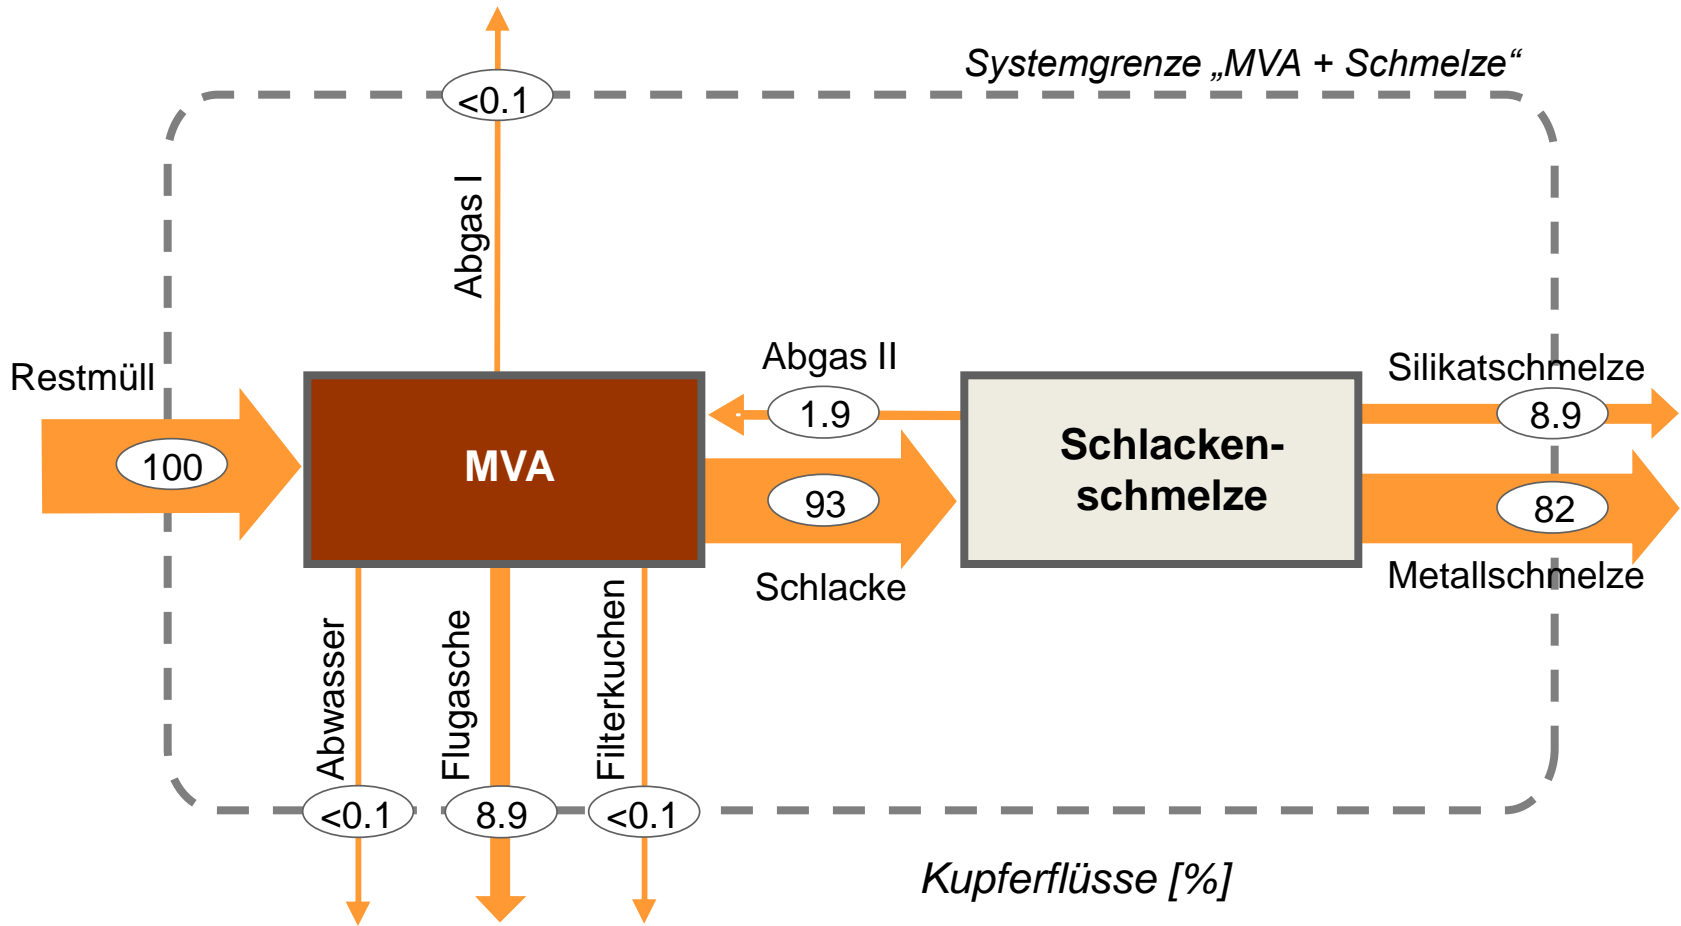 Systemgrenze „MVA + Schmelze“
<0.1
Abgas I
Restmüll
100
MVA
Abgas II
1.9
93
Schlacke
Schlacken-
schmelze
Silikatschmelze
8.9
82
Metallschmelze
Abwasser
Flugasche
Filterkuchen
<0.1
8.9
<0.1
Kupferflüsse [%]